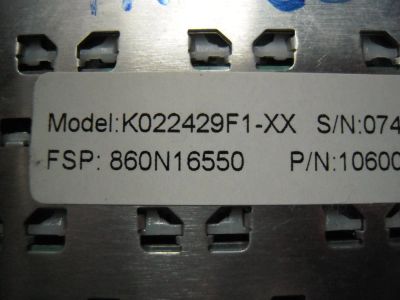 Model:K022429F1-XX S/N:074
FSP: 860N16550 P/N:10600